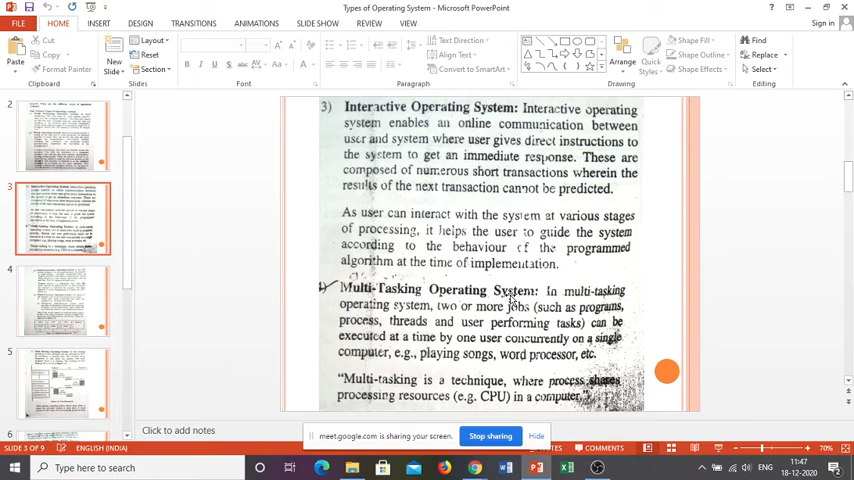 Types of Operating System - PowerPoint
Sign in
FILE HOME INSERT DESIGN TRANSITIONS ANIMATIONS SLIDE SHOW REVIEW VIEW
Cut
Copy
Format Painter
Paste
Clipboard
New Slide
Layout
Reset
Section
Slides
Font
Text Direction
Align Text
Convert to SmartArt
Paragraph
Arrange
Quick Styles
Shape Fill
Shape Outline
Shape Effects
Drawing
Find
Replace
Select
Editing
2
3
4
5
6
3) Interactive Operating System: Interactive operating
system enables an online communication between
user and system where user gives direct instructions to
the system to get an immediate response. These are
composed of numerous short transactions wherein the
results of the next transaction cannot be predicted.
As user can interact with the system at various stages
of processing, it helps the user to guide the system
according to the behaviour of the programmed
algorithm at the time of implementation.
Multi-Tasking Operating System: In multi-tasking
operating system, two or more jobs (such as programs,
process, threads and user performing tasks) can be
executed at a time by one user concurrently on a single
computer, e.g., playing songs, word processor, etc.
"Multi-tasking is a technique, where process shares
processing resources (e.g. CPU) in a computer"
Click to add notes
meet.google.com is sharing your screen.
Stop sharing
Hide
SLIDE 3 OF 9
ENGLISH (INDIA)
NOTES
COMMENTS
70%
Type here to search
ENG
11:47
18-12-2020
2